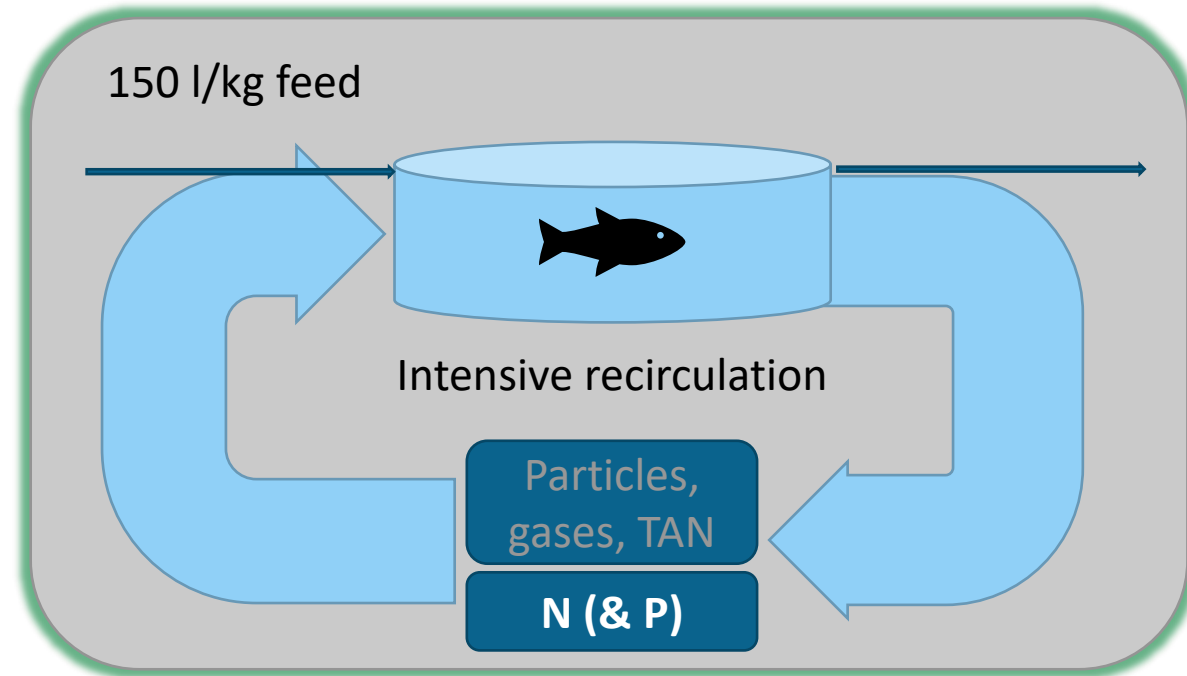 150 l/kg feed
Intensive recirculation
Particles,
gases, TAN
N (& P)